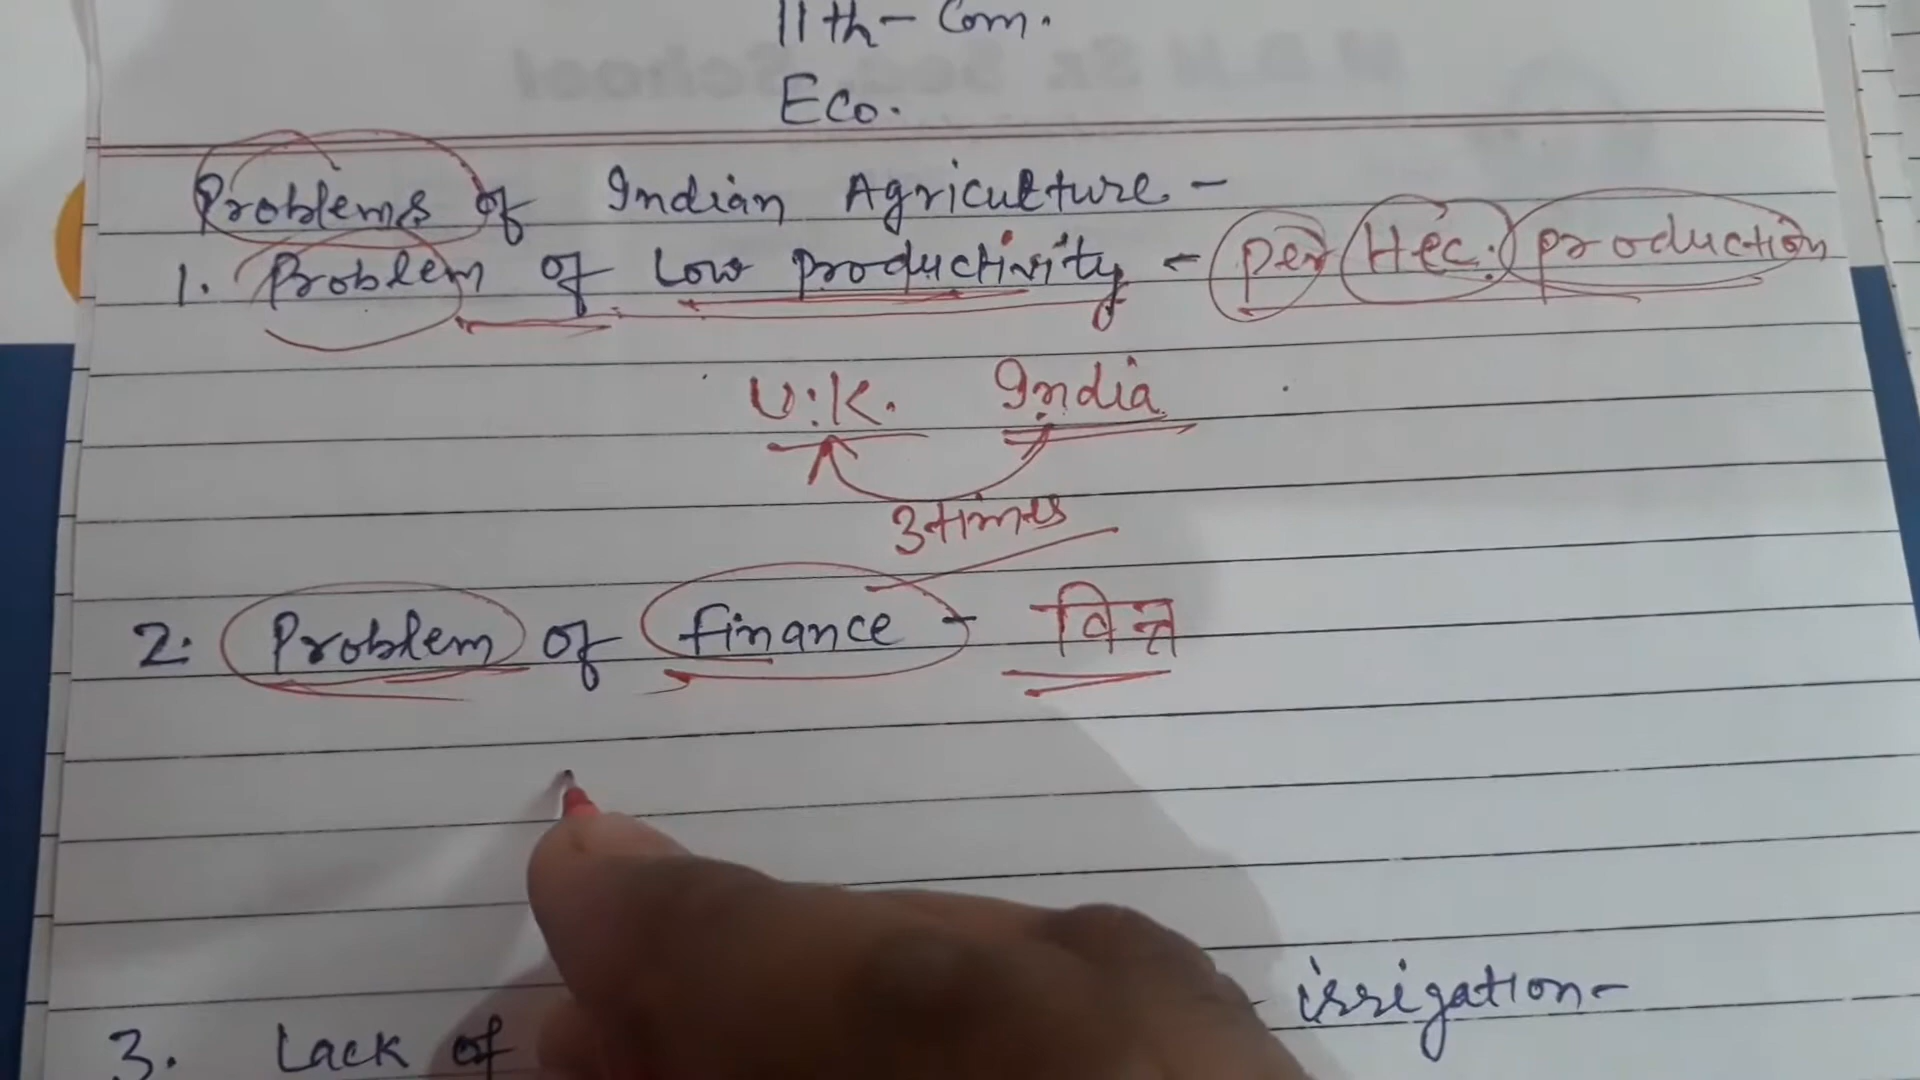 11th - Com.
Eco.
Problems of Indian Agriculture -
1. Problem of Low Productivity - Per Hec. production
U.K. India
3 times
2. Problem of finance - वित्त
3. Lack of irrigation -